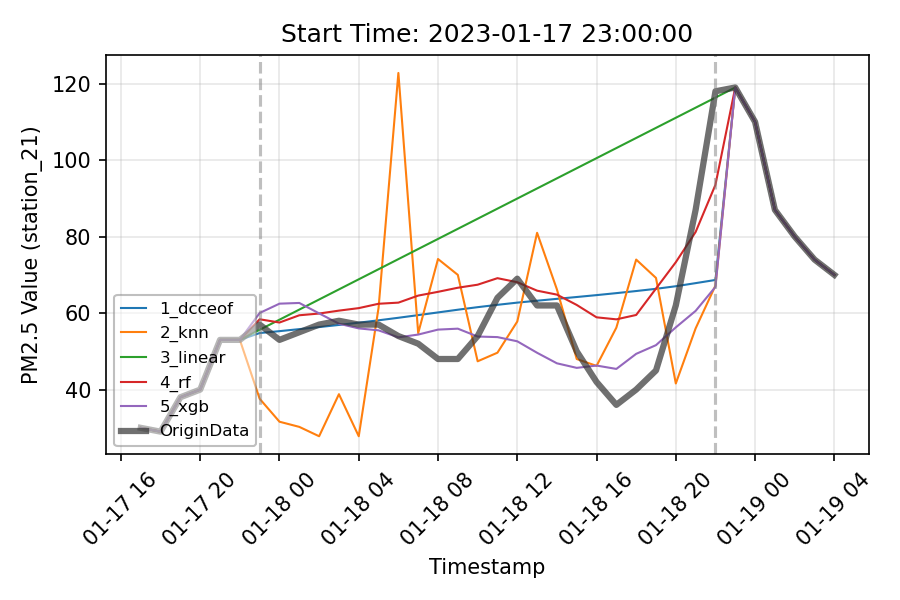 Start Time: 2023-01-17 23:00:00
PM2.5 Value (station_21)
120
100
80
60
40
1_dcceof
2_knn
3_linear
4_rf
5_xgb
OriginData
01-17 16
01-17 20
01-18 00
01-18 04
01-18 08
01-18 12
01-18 16
01-18 20
01-19 00
01-19 04
Timestamp